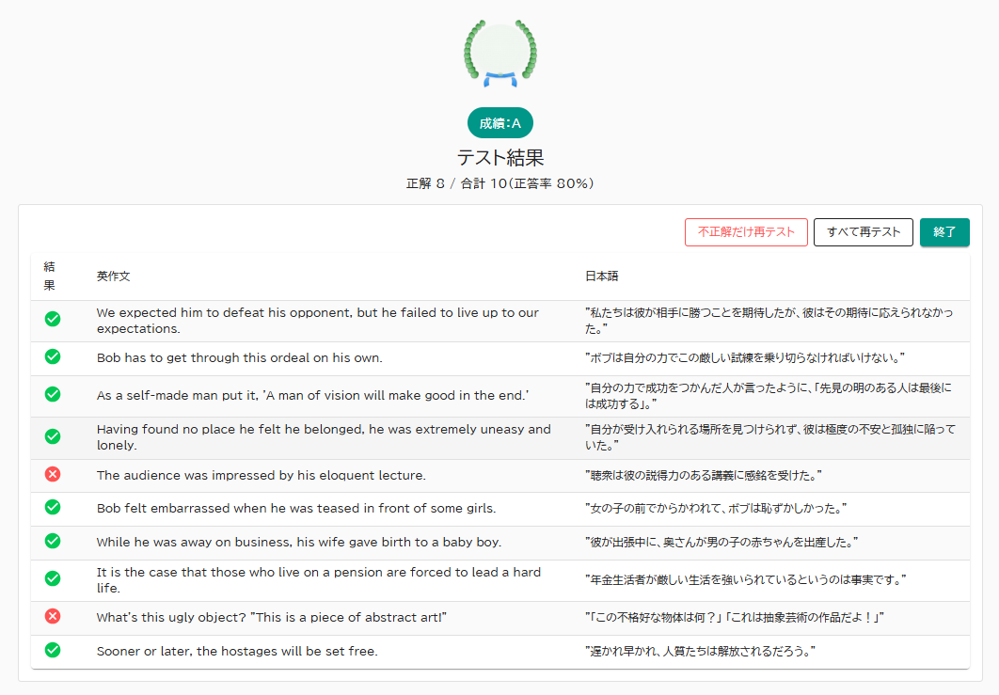 成績：A
テスト結果
正解 8 / 合計 10（正答率 80%）
不正解だけ再テスト すべて再テスト 終了
結果 英作文 日本語
We expected him to defeat his opponent, but he failed to live up to our
expectations.
"私たちは彼が相手に勝つことを期待したが、彼はその期待に応えられなかっ
た。"
Bob has to get through this ordeal on his own.
"ボブは自分の力でこの厳しい試練を乗り切らなければいけない。"
As a self-made man put it, 'A man of vision will make good in the end.'
"自分の力で成功をつかんだ人が言ったように、「先見の明のある人は最後に
は成功する」。"
Having found no place he felt he belonged, he was extremely uneasy and
lonely.
"自分が受け入れられる場所を見つけられず、彼は極度の不安と孤独に陥って
いた。"
The audience was impressed by his eloquent lecture.
"聴衆は彼の説得力のある講義に感銘を受けた。"
Bob felt embarrassed when he was teased in front of some girls.
"女の子の前でからかわれて、ボブは恥ずかしかった。"
While he was away on business, his wife gave birth to a baby boy.
"彼が出張中に、奥さんが男の子の赤ちゃんを出産した。"
It is the case that those who live on a pension are forced to lead a hard
life.
"年金生活者が厳しい生活を強いられているというのは事実です。"
What's this ugly object? "This is a piece of abstract art!"
"「この不格好な物体は何？」「これは抽象芸術の作品だよ！」"
Sooner or later, the hostages will be set free.
"遅かれ早かれ、人質たちは解放されるだろう。"